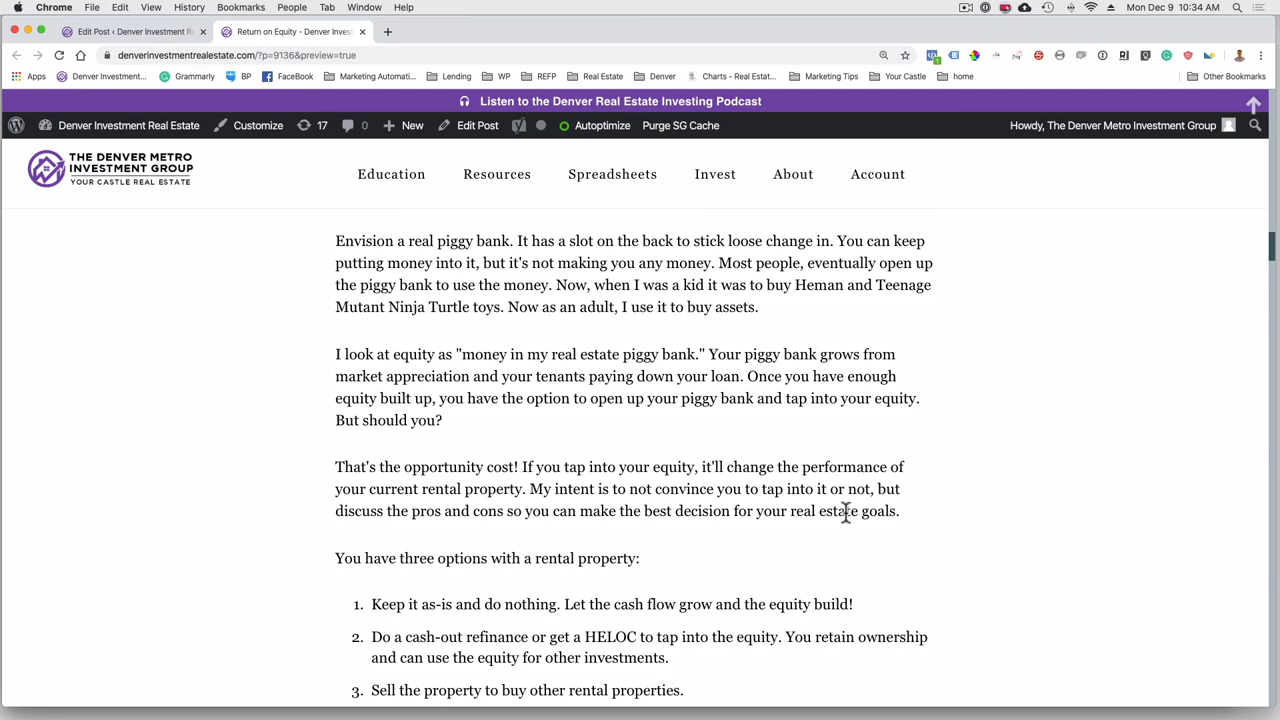 Chrome File Edit View History Bookmarks People Tab Window Help Mon Dec 9 10:34 AM
Edit Post ‹ Denver Investment R Return on Equity - Denver Inves
denverinvestmentrealestate.com/?p=9136&preview=true
Apps Denver Investment... Grammarly BP FaceBook Marketing Automati... Lending WP REFP Real Estate Denver Charts - Real Estat... Marketing Tips Your Castle home Other Bookmarks
Listen to the Denver Real Estate Investing Podcast
Denver Investment Real Estate Customize 17 0 New Edit Post Autoptimize Purge SG Cache Howdy, The Denver Metro Investment Group
THE DENVER METRO
INVESTMENT GROUP
YOUR CASTLE REAL ESTATE
Education Resources Spreadsheets Invest About Account
Envision a real piggy bank. It has a slot on the back to stick loose change in. You can keep
putting money into it, but it's not making you any money. Most people, eventually open up
the piggy bank to use the money. Now, when I was a kid it was to buy Heman and Teenage
Mutant Ninja Turtle toys. Now as an adult, I use it to buy assets.
I look at equity as "money in my real estate piggy bank." Your piggy bank grows from
market appreciation and your tenants paying down your loan. Once you have enough
equity built up, you have the option to open up your piggy bank and tap into your equity.
But should you?
That's the opportunity cost! If you tap into your equity, it'll change the performance of
your current rental property. My intent is to not convince you to tap into it or not, but
discuss the pros and cons so you can make the best decision for your real estate goals.
You have three options with a rental property:
1. Keep it as-is and do nothing. Let the cash flow grow and the equity build!
2. Do a cash-out refinance or get a HELOC to tap into the equity. You retain ownership
and can use the equity for other investments.
3. Sell the property to buy other rental properties.